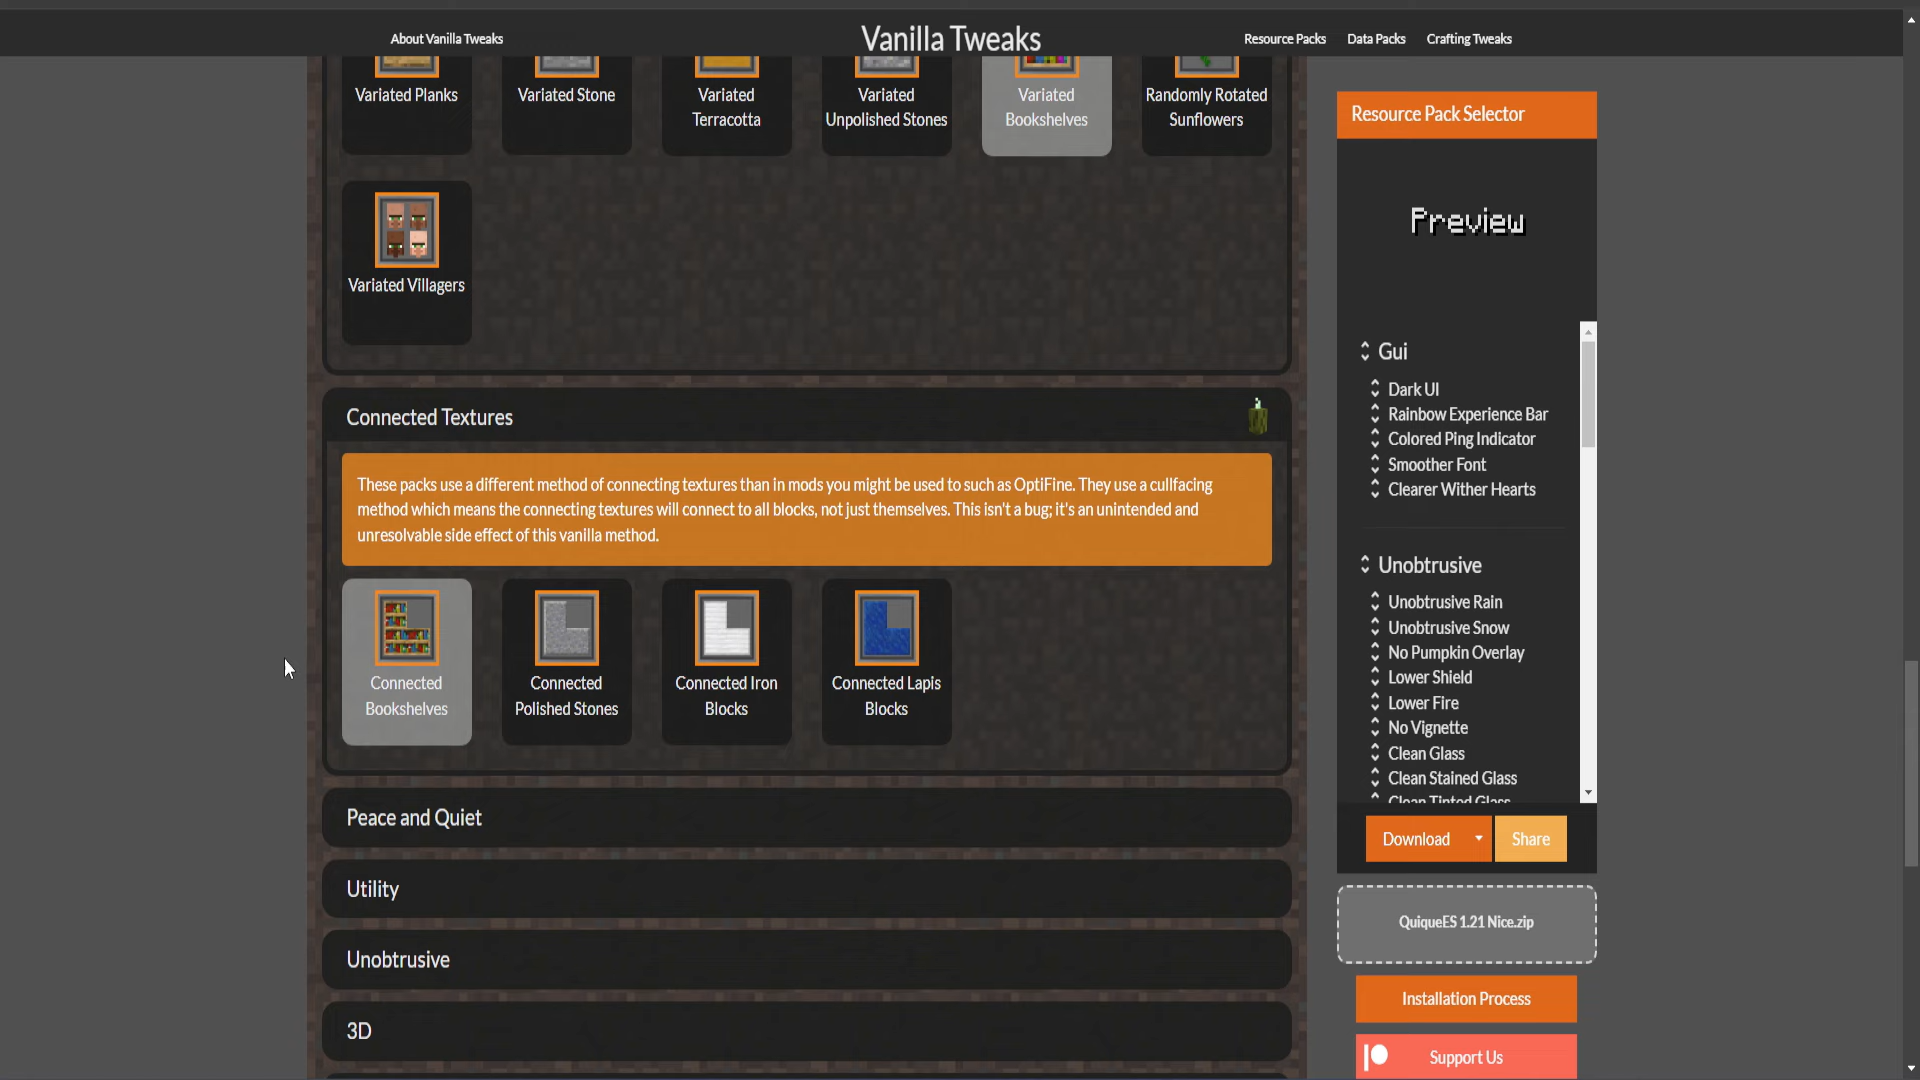 About Vanilla Tweaks
Vanilla Tweaks
Resource Packs
Data Packs
Crafting Tweaks
Variated Planks
Variated Stone
Variated
Terracotta
Variated
Unpolished Stones
Variated
Bookshelves
Randomly Rotated
Sunflowers
Variated Villagers
Connected Textures
These packs use a different method of connecting textures than in mods you might be used to such as OptiFine. They use a cullfacing
method which means the connecting textures will connect to all blocks, not just themselves. This isn't a bug; it's an unintended and
unresolvable side effect of this vanilla method.
Connected
Bookshelves
Connected
Polished Stones
Connected Iron
Blocks
Connected Lapis
Blocks
Peace and Quiet
Utility
Unobtrusive
3D
Resource Pack Selector
Preview
Gui
Dark UI
Rainbow Experience Bar
Colored Ping Indicator
Smoother Font
Clearer Wither Hearts
Unobtrusive
Unobtrusive Rain
Unobtrusive Snow
No Pumpkin Overlay
Lower Shield
Lower Fire
No Vignette
Clean Glass
Clean Stained Glass
Clean Tinted Glass
Download
Share
QuiqueES 1.21 Nice.zip
Installation Process
Support Us